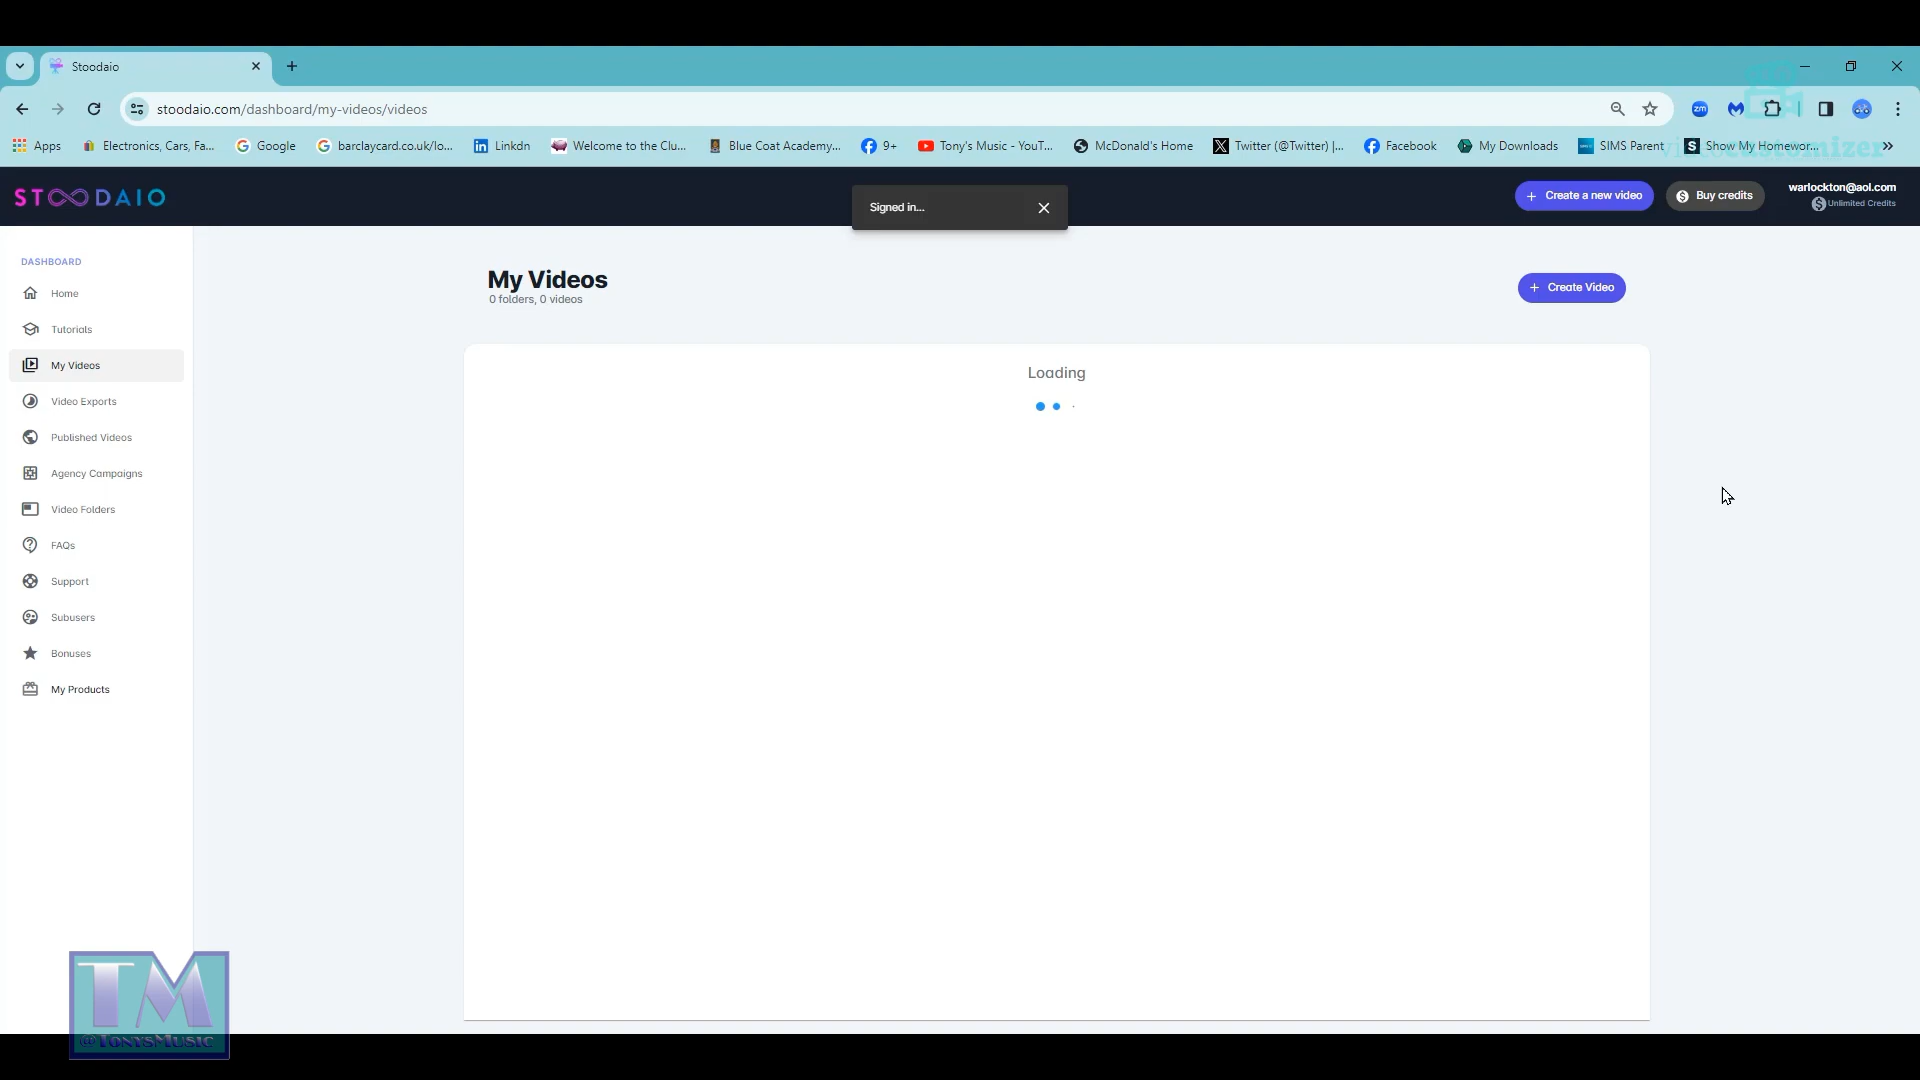 Stoodaio
stoodaio.com/dashboard/my-videos/videos
Apps
Electronics, Cars, Fa...
Google
barclaycard.co.uk/lo...
Linkdn
Welcome to the Clu...
Blue Coat Academy...
9+
Tony's Music - YouT...
McDonald's Home
Twitter (@Twitter) |...
Facebook
My Downloads
SIMS Parent
Show My Homewor...
videocustomizer
STOODAIO
Signed in...
Create a new video
Buy credits
warlockton@aol.com
Unlimited Credits
DASHBOARD
Home
Tutorials
My Videos
Video Exports
Published Videos
Agency Campaigns
Video Folders
FAQs
Support
Subusers
Bonuses
My Products
My Videos
0 folders, 0 videos
Create Video
Loading
TM
@TonysMusic